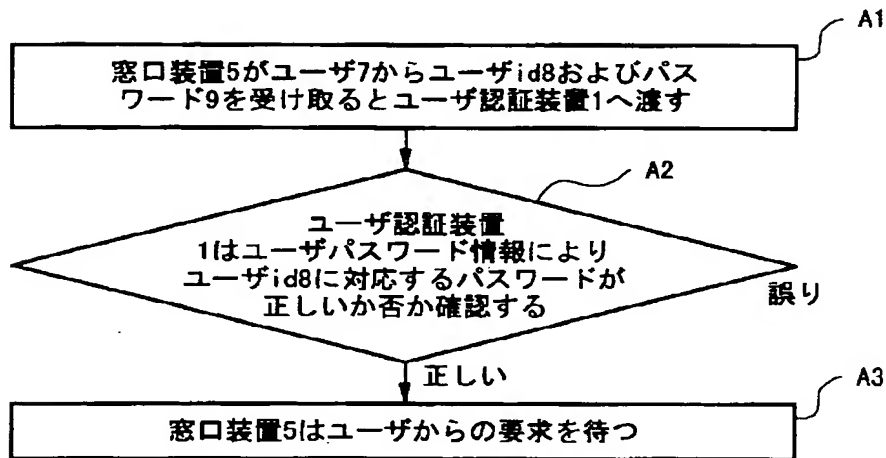 A1
窓口装置5がユーザ7からユーザid8およびパス
ワード9を受け取るとユーザ認証装置1へ渡す
A2
ユーザ認証装置
1はユーザパスワード情報により
ユーザid8に対応するパスワードが
正しいか否か確認する
誤り
正しい
A3
窓口装置5はユーザからの要求を待つ